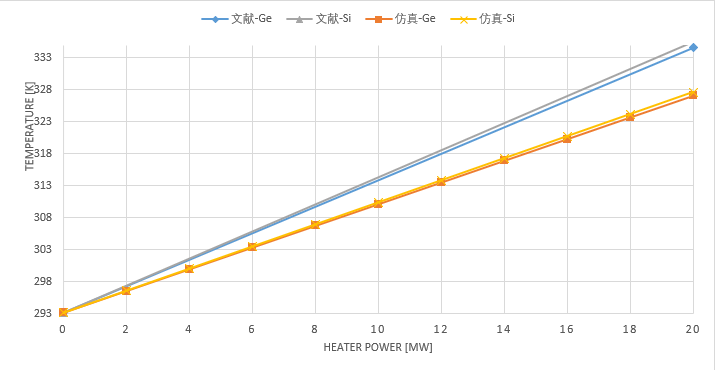 文献-Ge 文献-Si 仿真-Ge 仿真-Si
333
328
323
318
313
308
303
298
293
TEMPERATURE [K]
0 2 4 6 8 10 12 14 16 18 20
HEATER POWER [MW]